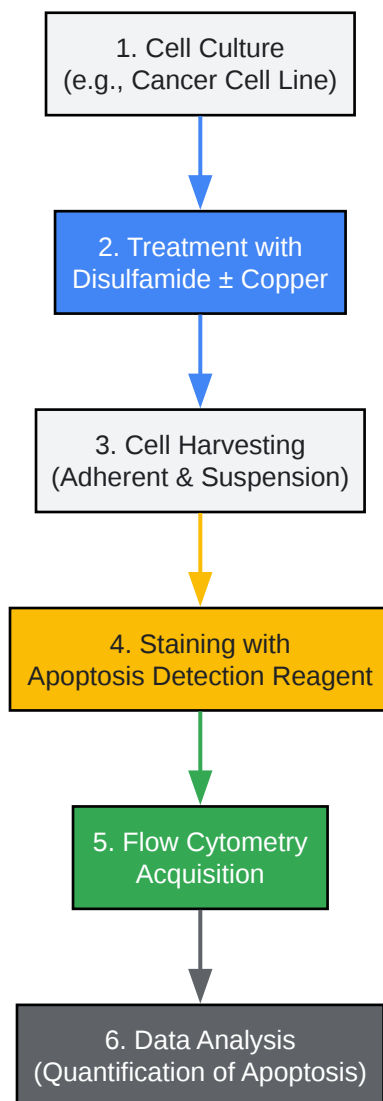 1. Cell Culture
(e.g., Cancer Cell Line)
2. Treatment with
Disulfamide ± Copper
3. Cell Harvesting
(Adherent & Suspension)
4. Staining with
Apoptosis Detection Reagent
5. Flow Cytometry
Acquisition
6. Data Analysis
(Quantification of Apoptosis)